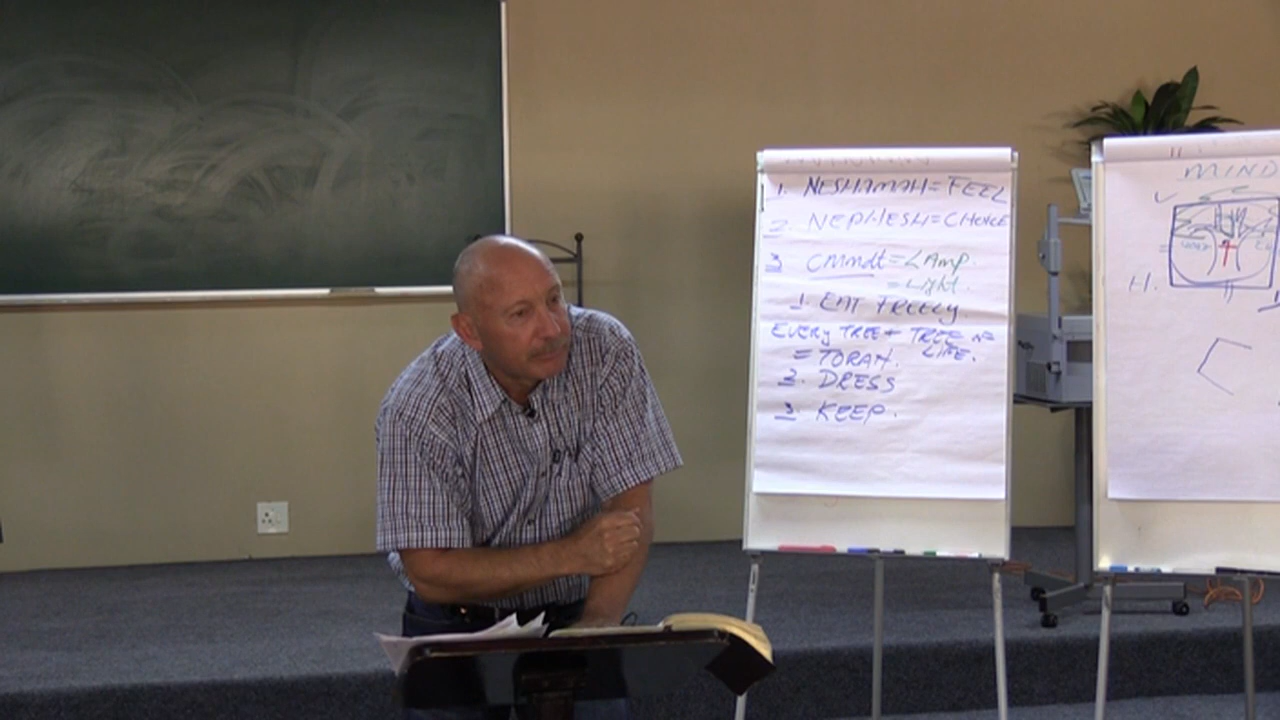 1. NESHAMAH = FEEL
2. NEPHESH = CHOICE
3 CMMdt = LAMP.
= Light.
1. EAT FREELY.
EVERY TREE + TREE OF
= TORAH. LIFE.
2. DRESS
3. KEEP.
MIND
H.